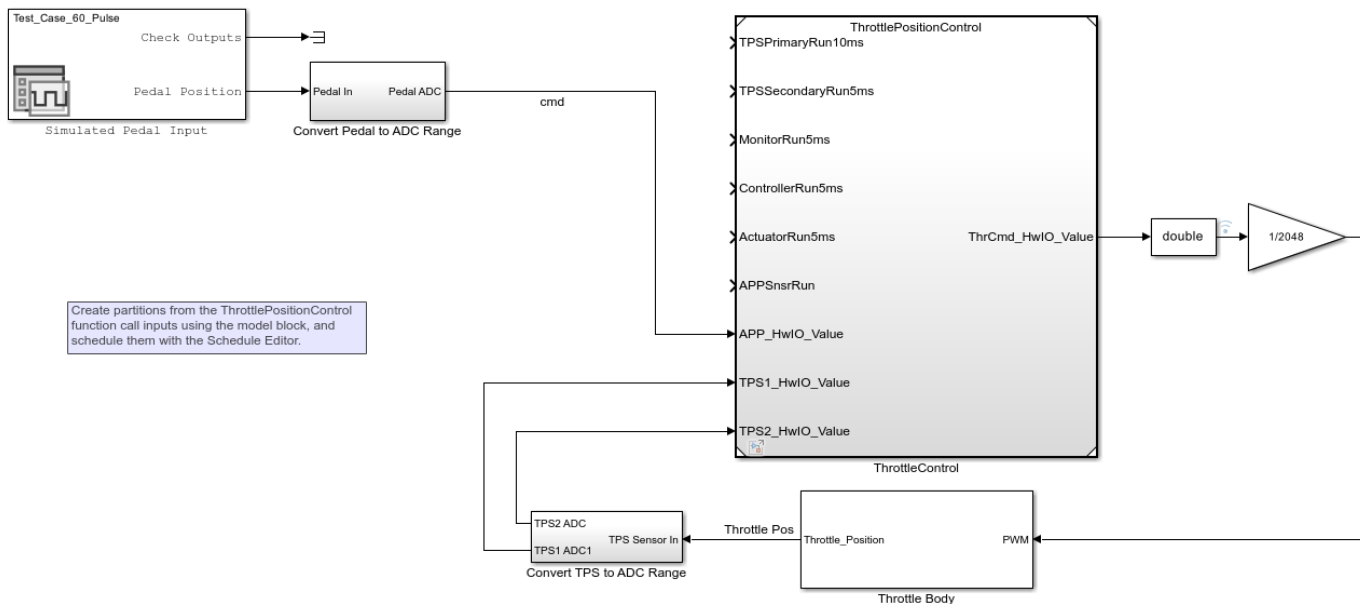 Test_Case_60_Pulse
Check Outputs
Pedal Position
Simulated Pedal Input
Pedal In
Pedal ADC
Convert Pedal to ADC Range
cmd
ThrottlePositionControl
TPSPrimaryRun10ms
TPSSecondaryRun5ms
MonitorRun5ms
ControllerRun5ms
ActuatorRun5ms
APPSnsrRun
APP_HwIO_Value
TPS1_HwIO_Value
TPS2_HwIO_Value
ThrCmd_HwIO_Value
ThrottleControl
double
1/2048
Create partitions from the ThrottlePositionControl
function call inputs using the model block, and
schedule them with the Schedule Editor.
TPS2 ADC
TPS1 ADC1
TPS Sensor In
Convert TPS to ADC Range
Throttle Pos
Throttle_Position
PWM
Throttle Body